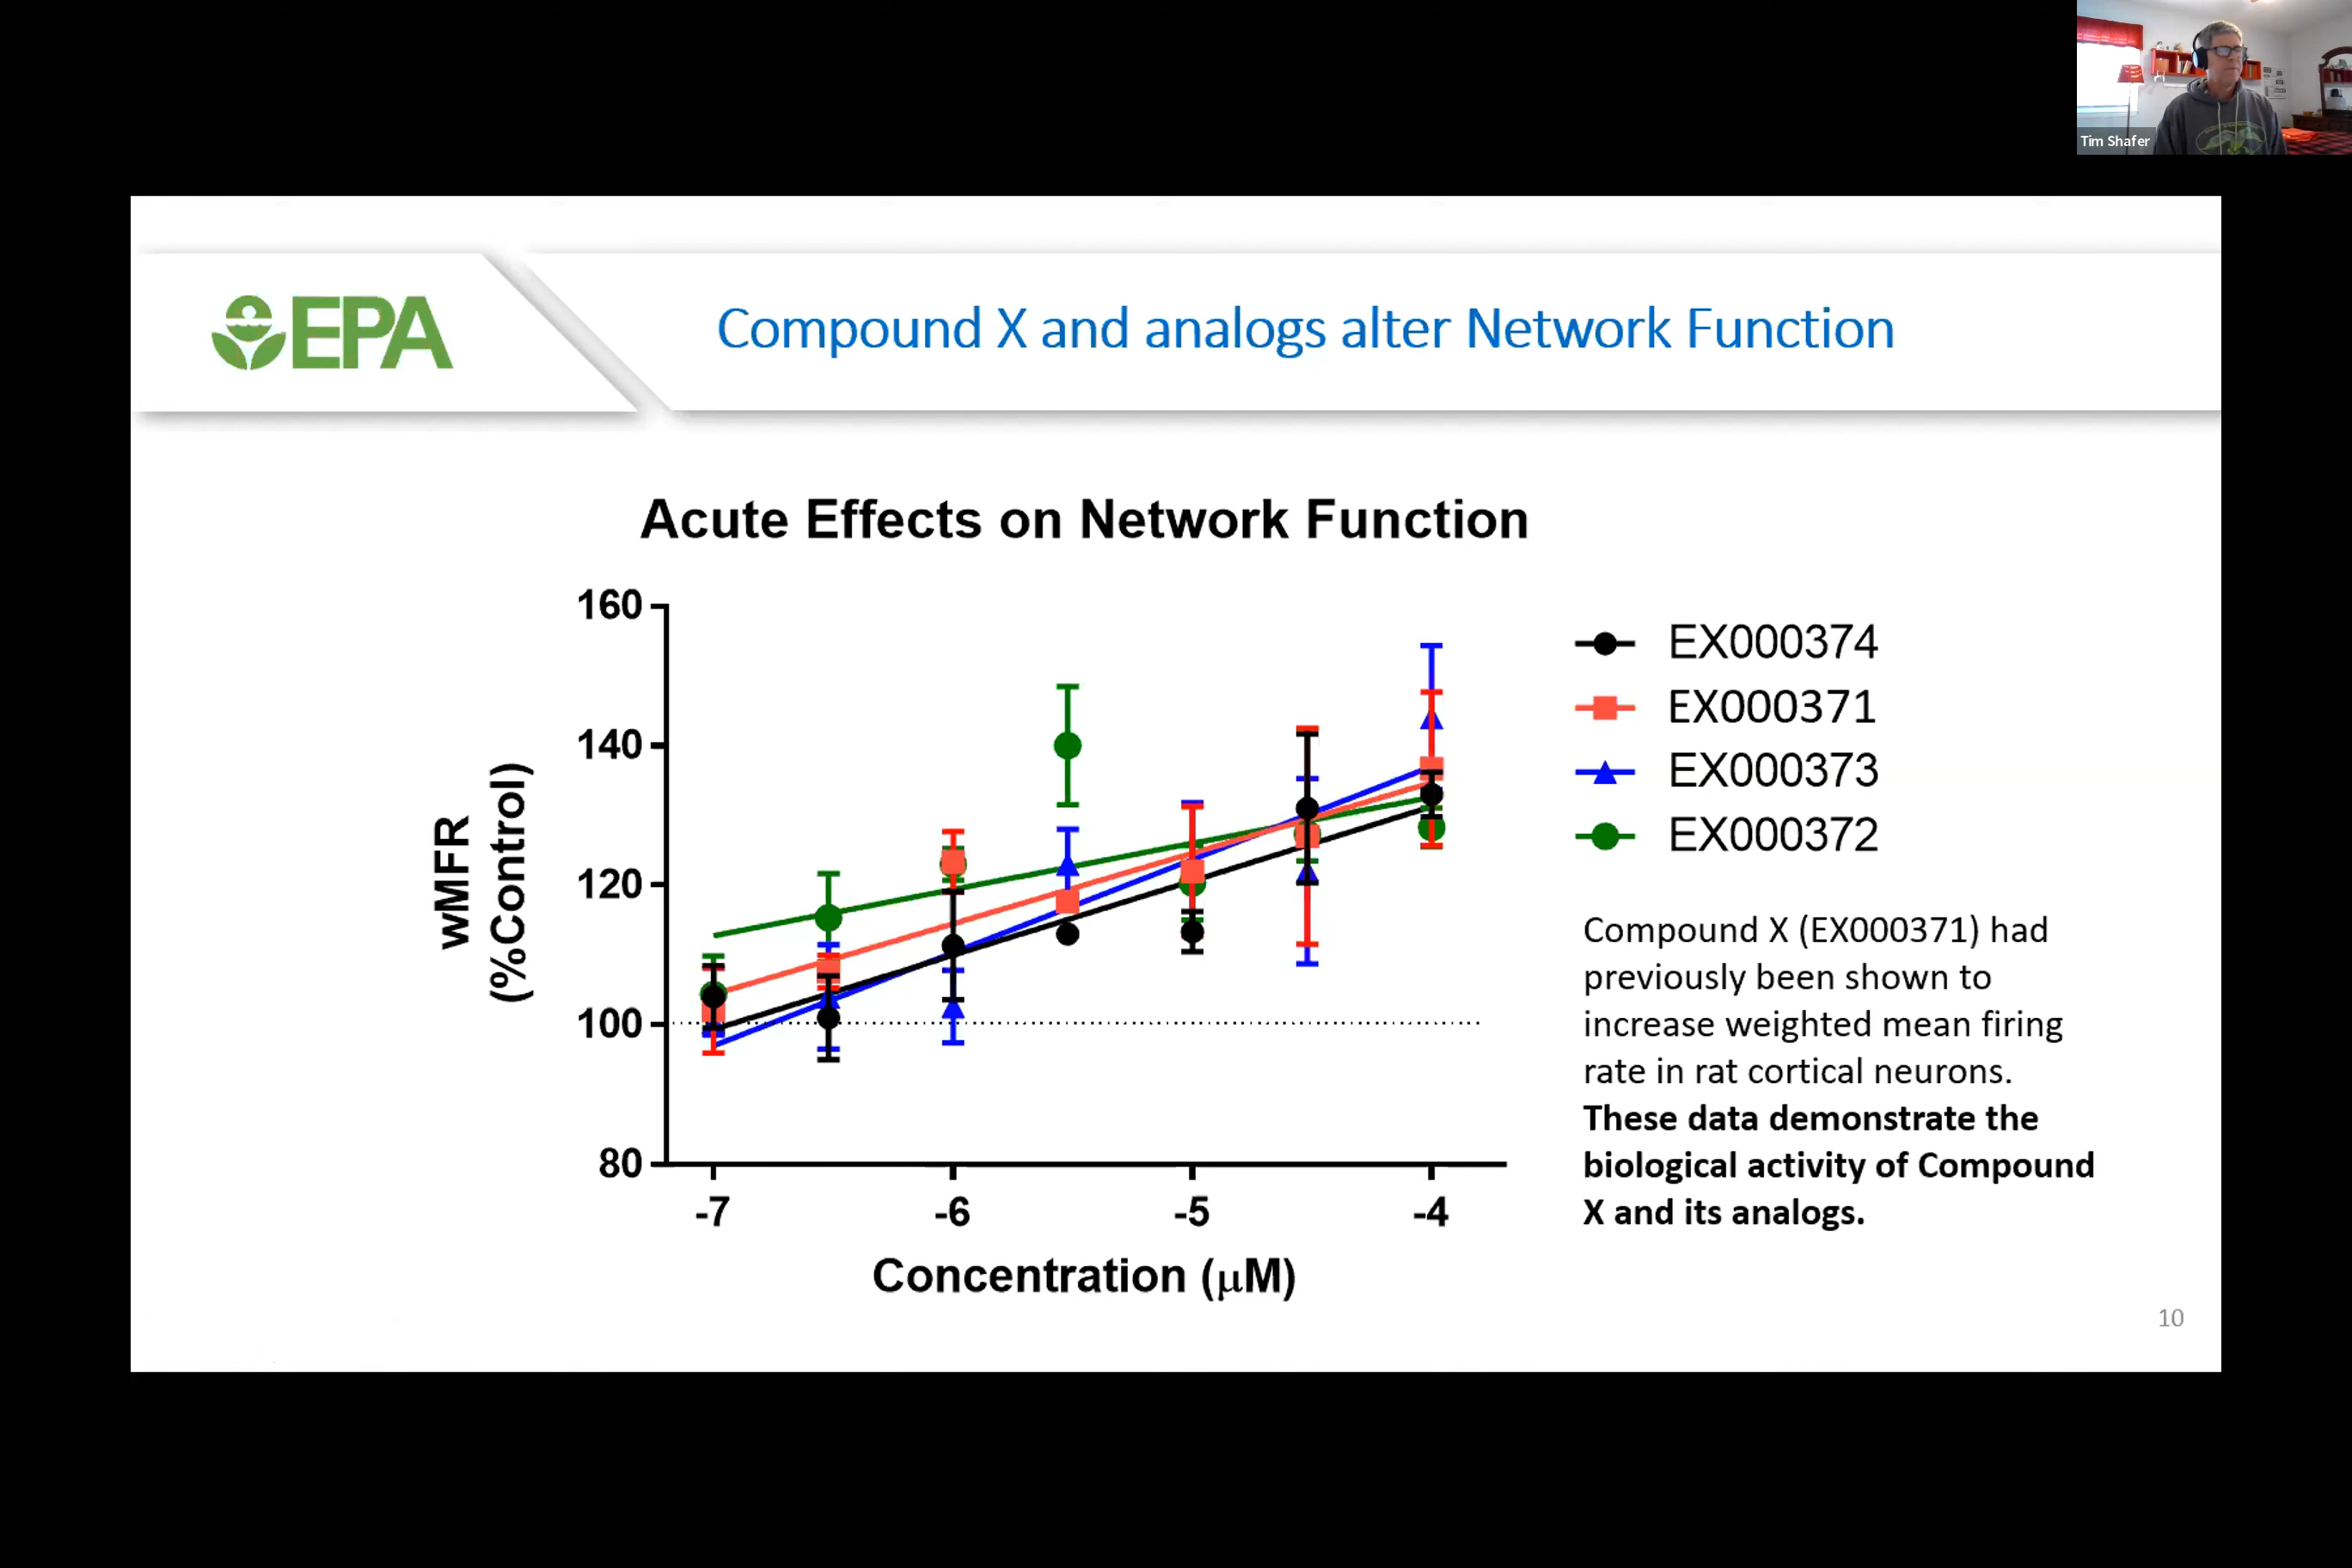 Tim Shafer
EPA
Compound X and analogs alter Network Function
Acute Effects on Network Function
160
140
120
100
80
wMFR
(%Control)
-7
-6
-5
-4
Concentration (μM)
EX000374
EX000371
EX000373
EX000372
Compound X (EX000371) had
previously been shown to
increase weighted mean firing
rate in rat cortical neurons.
These data demonstrate the
biological activity of Compound
X and its analogs.
10